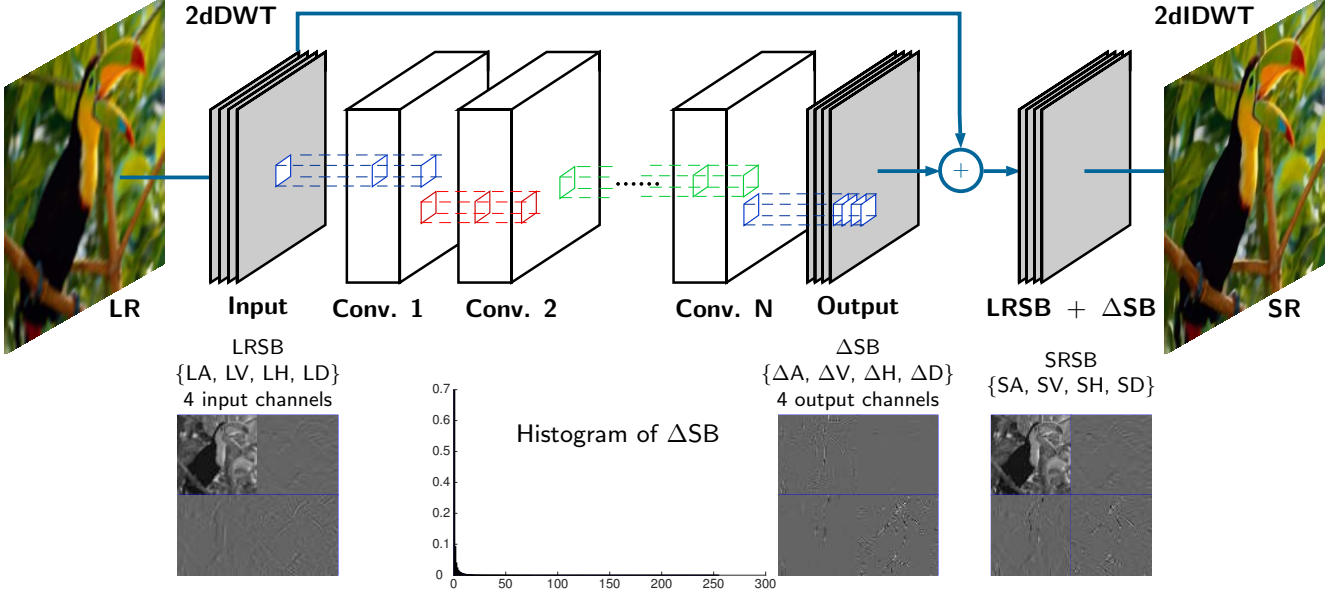 2dDWT
2dIDWT
+
......
LR
Input
Conv. 1
Conv. 2
Conv. N
Output
LRSB + ΔSB
SR
LRSB
{LA, LV, LH, LD}
4 input channels
ΔSB
{ΔA, ΔV, ΔH, ΔD}
4 output channels
SRSB
{SA, SV, SH, SD}
Histogram of ΔSB
0.7
0.6
0.5
0.4
0.3
0.2
0.1
0
0 50 100 150 200 250 300